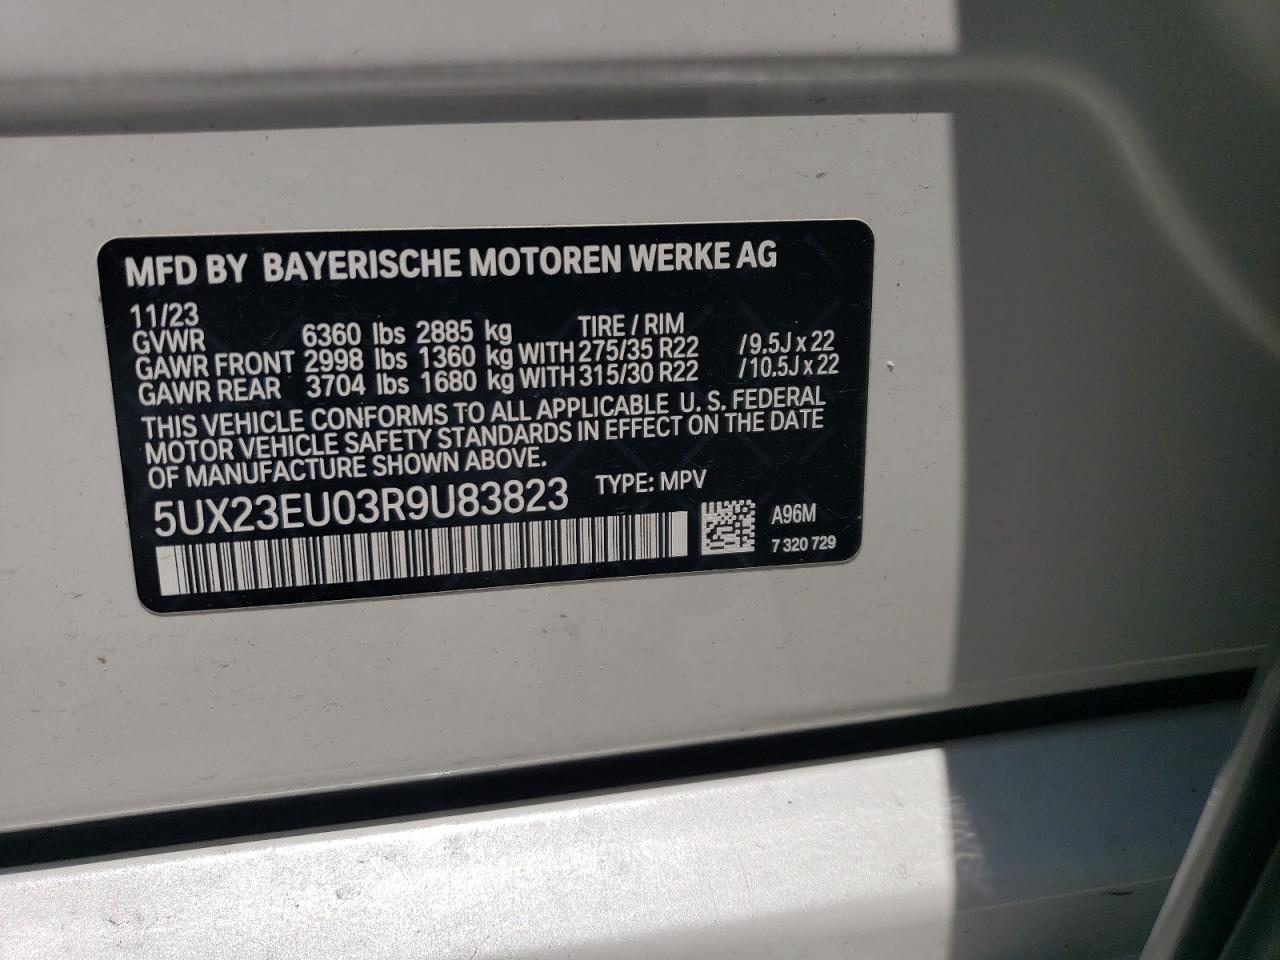 MFD BY BAYERISCHE MOTOREN WERKE AG
11/23 TIRE / RIM
GVWR 6360 lbs 2885 kg
GAWR FRONT 2998 lbs 1360 kg WITH 275/35 R22 /9.5J x 22
GAWR REAR 3704 lbs 1680 kg WITH 315/30 R22 /10.5J x 22
THIS VEHICLE CONFORMS TO ALL APPLICABLE U. S. FEDERAL
MOTOR VEHICLE SAFETY STANDARDS IN EFFECT ON THE DATE
OF MANUFACTURE SHOWN ABOVE.
5UX23EU03R9U83823 TYPE: MPV
A96M
7 320 729